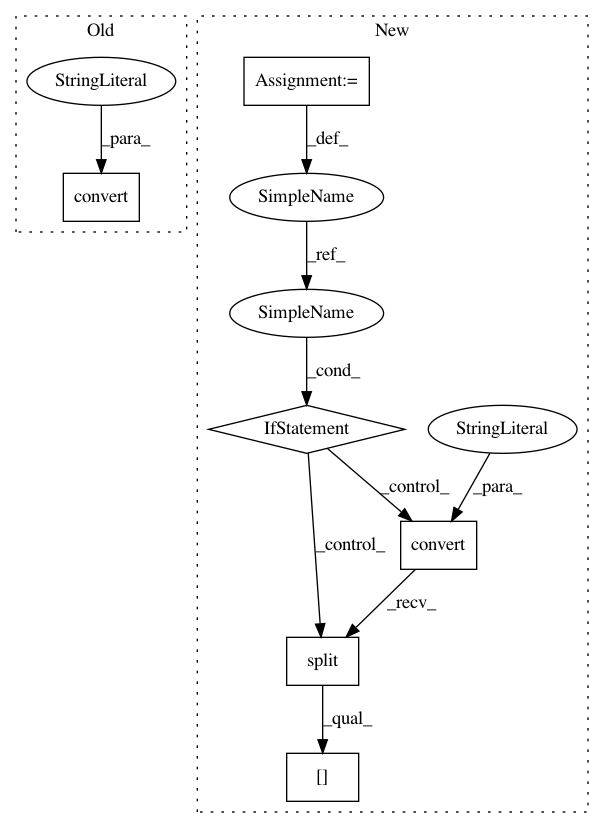 Old
New
StringLiteral
Assignment:=
_para_
_def_
convert
SimpleName
_ref_
SimpleName
_cond_
IfStatement
StringLiteral
_control_
_para_
_control_
convert
_recv_
split
_qual_
[]